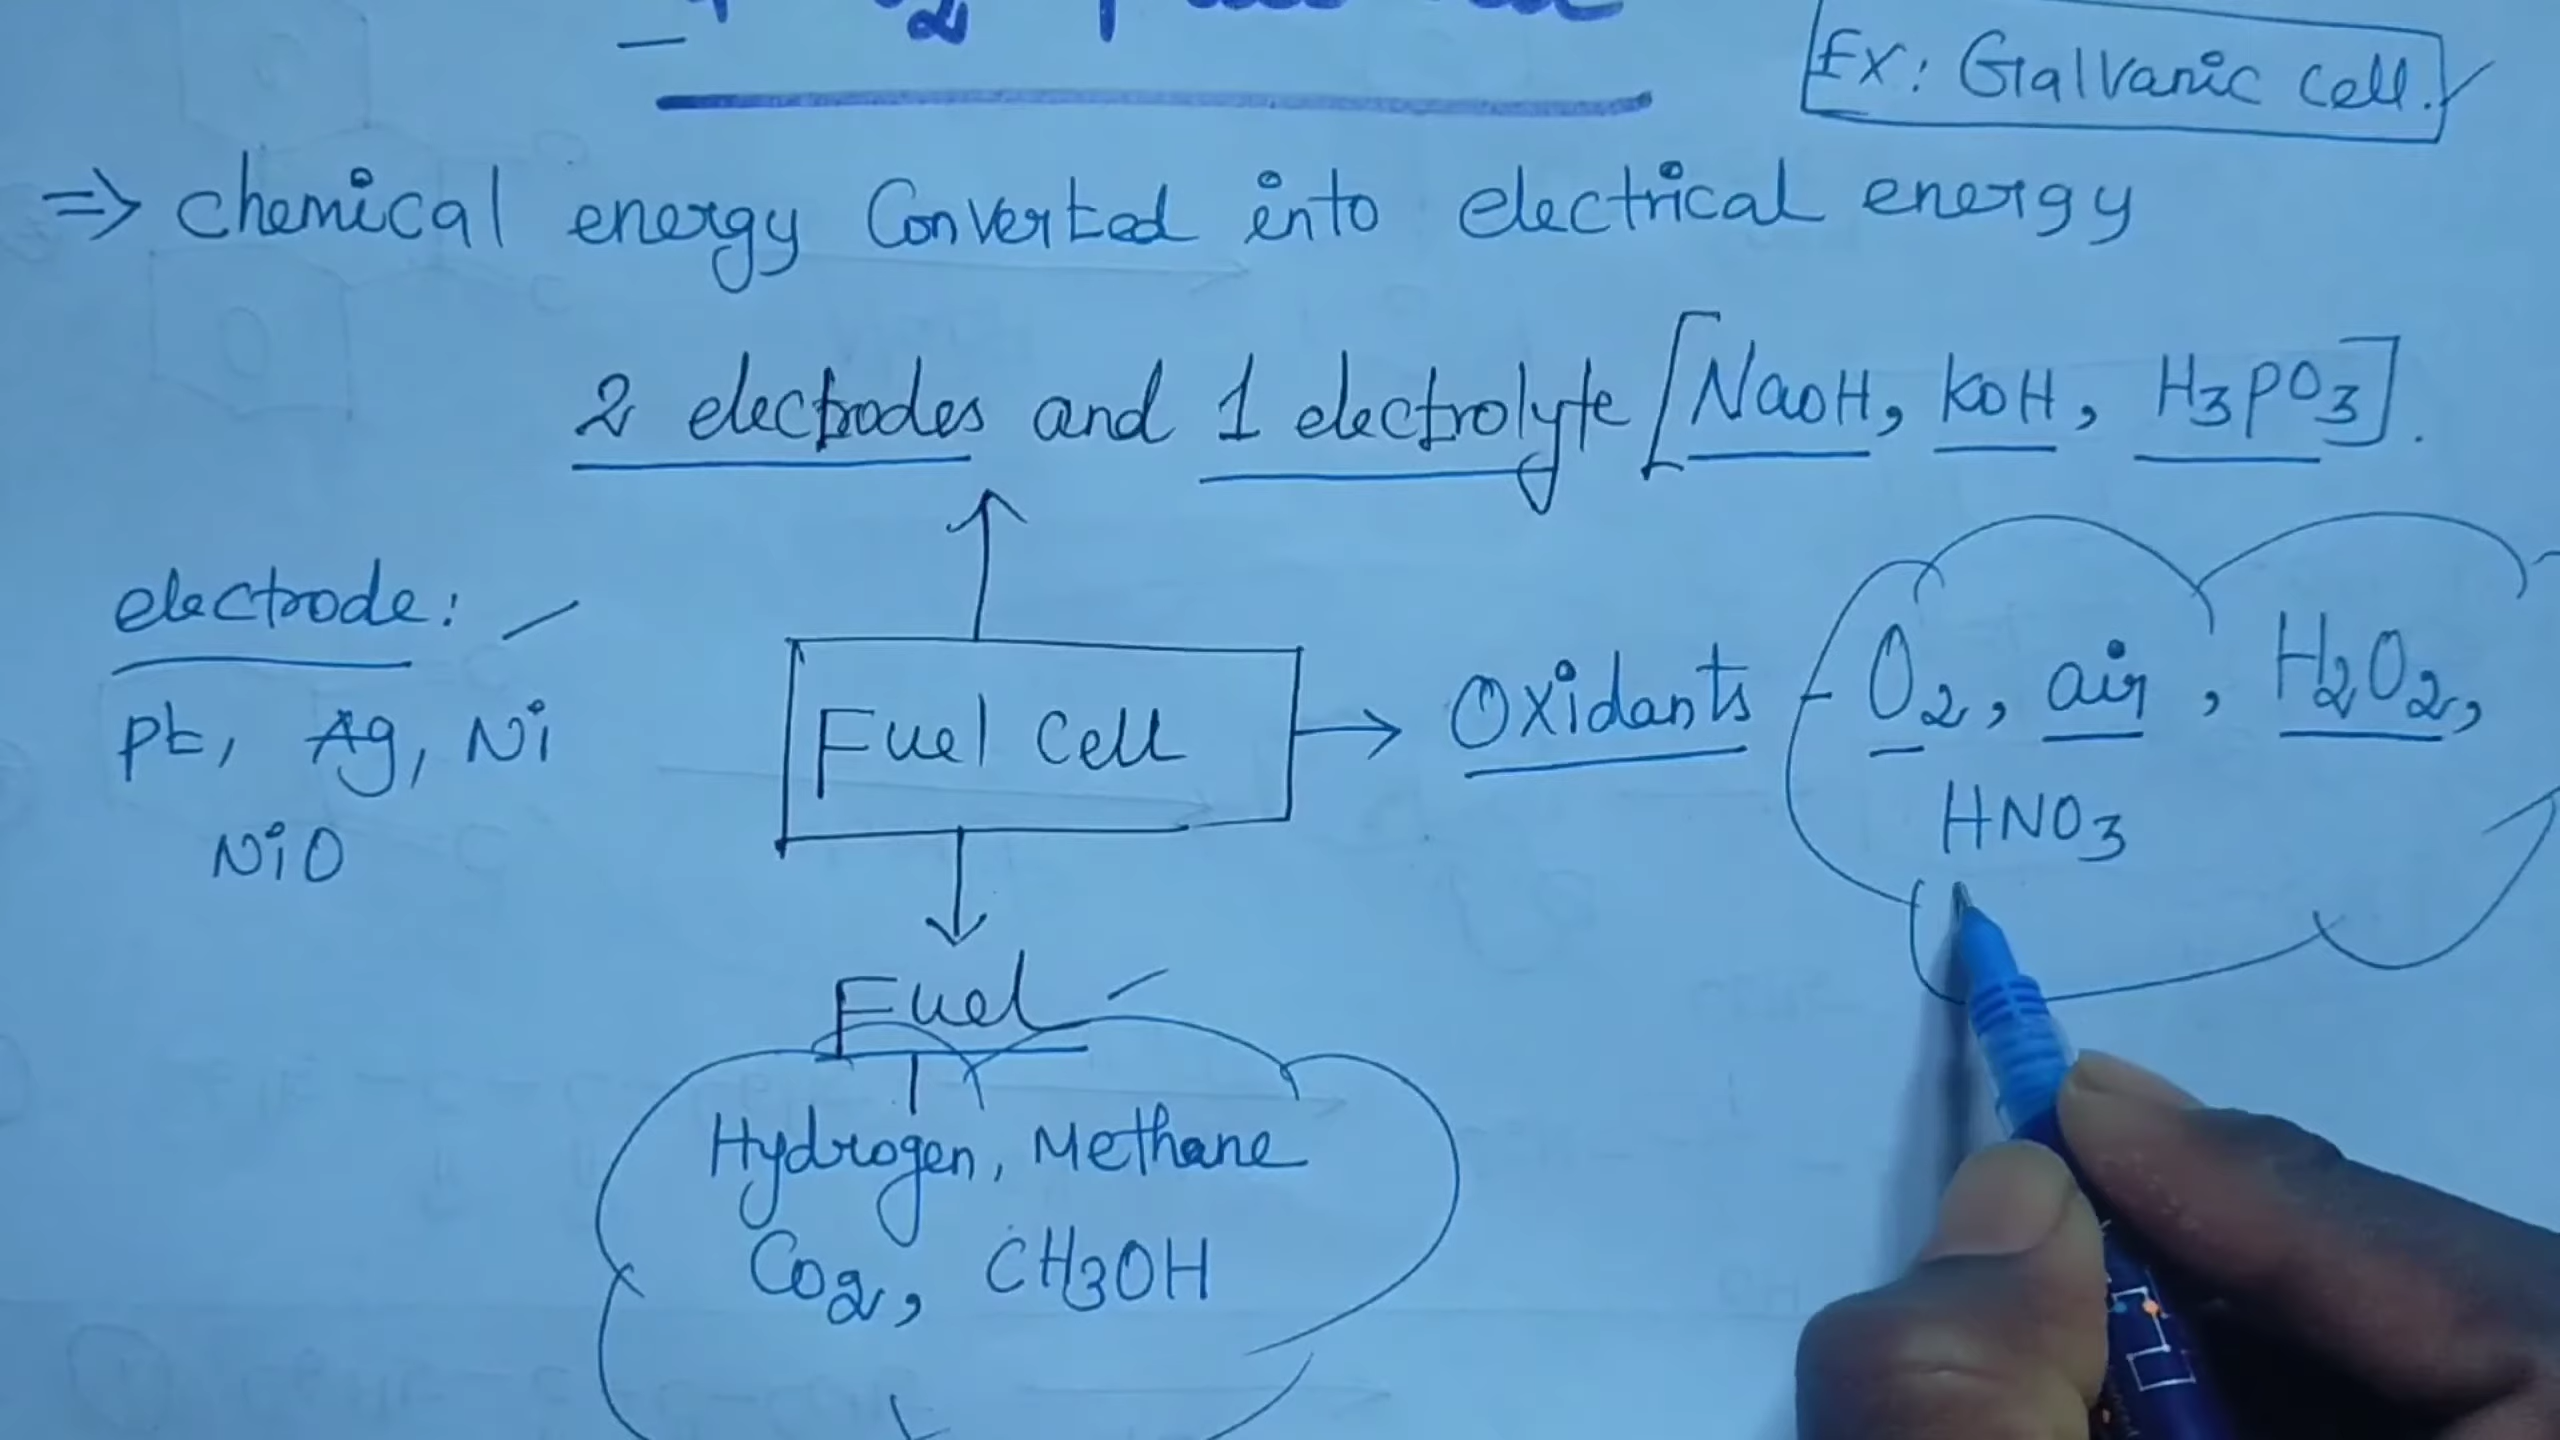 Ex: Galvanic cell.
=> chemical energy Converted into electrical energy
2 electrodes and 1 electrolyte [NaoH, KoH, H3PO3].
electrode:
Pt, Ag, Ni
NiO
Fuel Cell
Oxidants - O2, air, H2O2,
HNO3
Fuel
Hydrogen, Methane
Co2, CH3OH